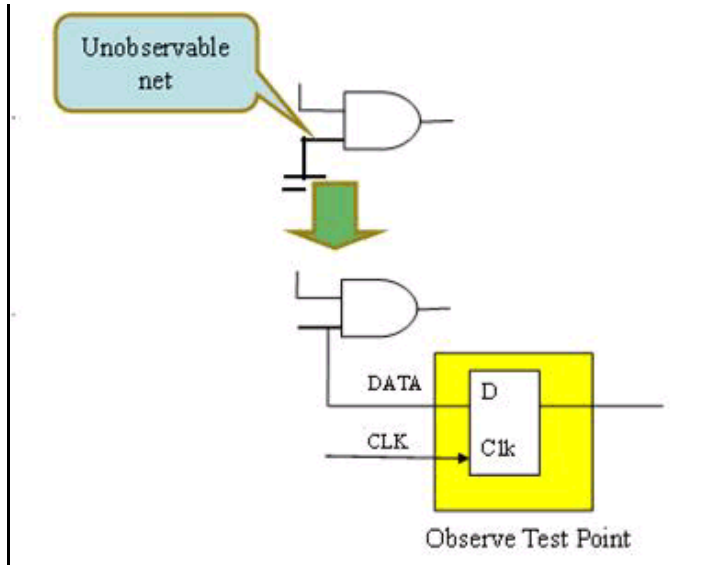 Unobservable
net
DATA
D
CLK
Clk
Observe Test Point